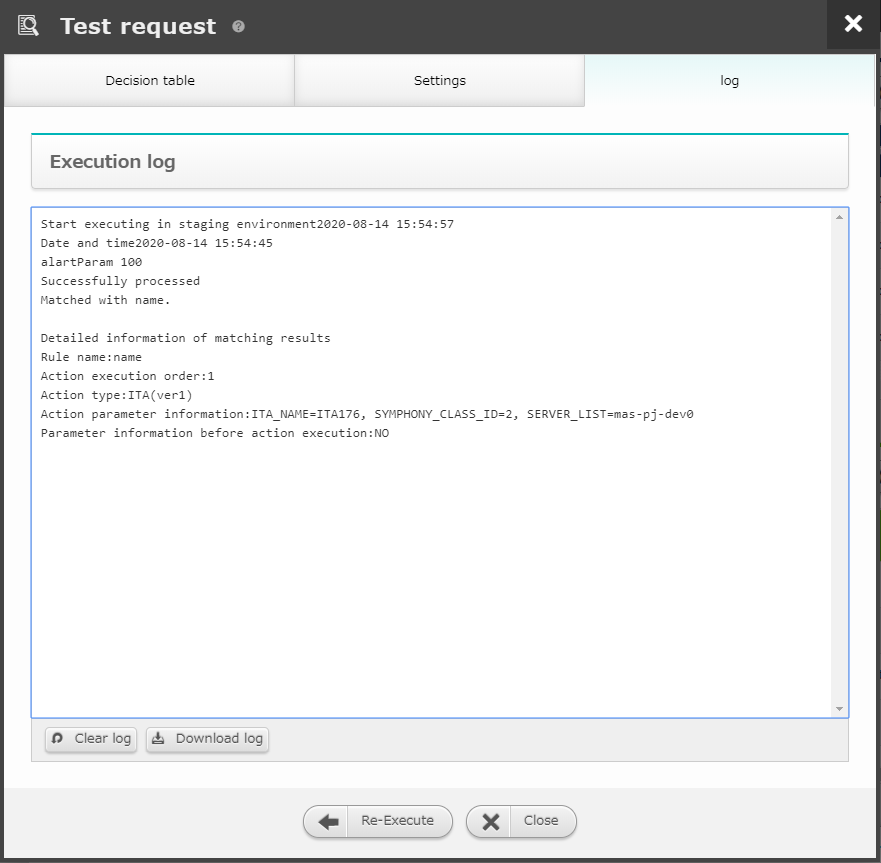 Test request
Decision table
Settings
log
Execution log
Start executing in staging environment2020-08-14 15:54:57
Date and time2020-08-14 15:54:45
alartParam 100
Successfully processed
Matched with name.
Detailed information of matching results
Rule name:name
Action execution order:1
Action type:ITA(ver1)
Action parameter information:ITA_NAME=ITA176, SYMPHONY_CLASS_ID=2, SERVER_LIST=mas-pj-dev0
Parameter information before action execution:NO
Clear log
Download log
Re-Execute
Close